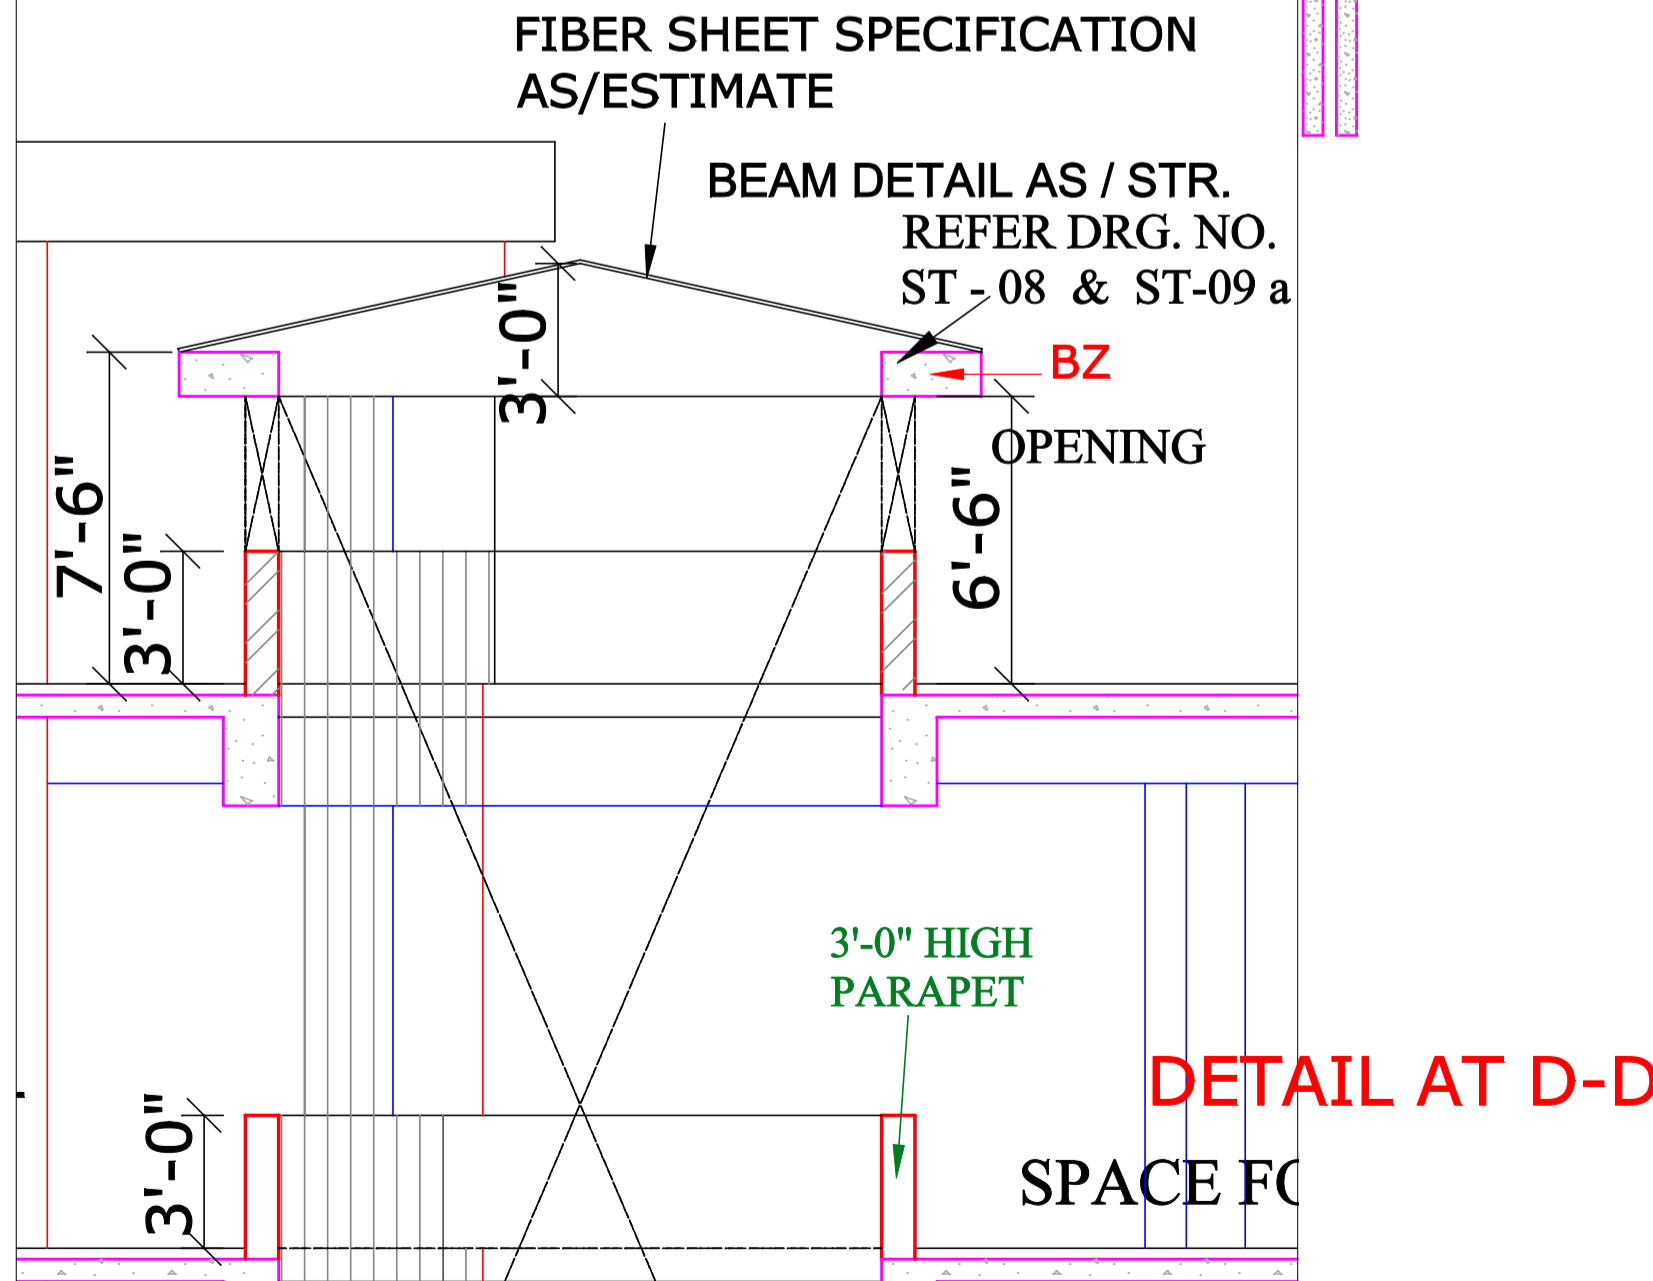 FIBER SHEET SPECIFICATION
AS/ESTIMATE
BEAM DETAIL AS / STR.
REFER DRG. NO.
ST - 08 & ST-09 a
3'-0"
BZ
OPENING
7'-6"
3'-0"
6'-6"
3'-0" HIGH
PARAPET
DETAIL AT D-D
3'-0"
SPACE